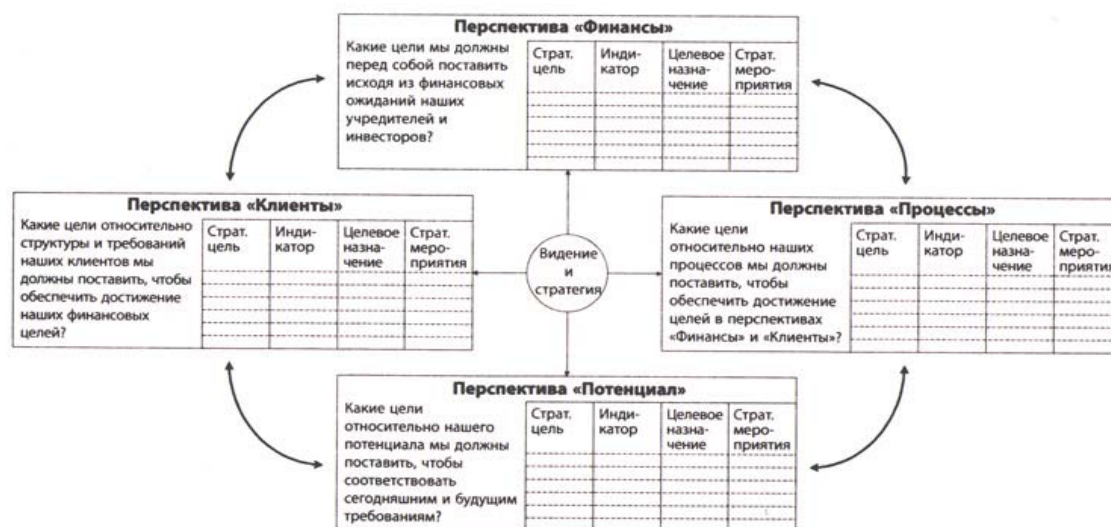 Перспектива «Финансы»
Какие цели мы должны
перед собой поставить
исходя из финансовых
ожиданий наших
учредителей и
инвесторов?
Страт.
цель
Инди-
катор
Целевое
назна-
чение
Страт.
меро-
приятия
Перспектива «Клиенты»
Какие цели относительно
структуры и требований
наших клиентов мы
должны поставить, чтобы
обеспечить достижение
наших финансовых
целей?
Страт.
цель
Инди-
катор
Целевое
назна-
чение
Страт.
меро-
приятия
Видение
и
стратегия
Перспектива «Процессы»
Какие цели
относительно наших
процессов мы должны
поставить, чтобы
обеспечить достижение
целей в перспективах
«Финансы» и «Клиенты»?
Страт.
цель
Инди-
катор
Целевое
назна-
чение
Страт.
меро-
приятия
Перспектива «Потенциал»
Какие цели
относительно нашего
потенциала мы должны
поставить, чтобы
соответствовать
сегодняшним и будущим
требованиям?
Страт.
цель
Инди-
катор
Целевое
назна-
чение
Страт.
меро-
приятия